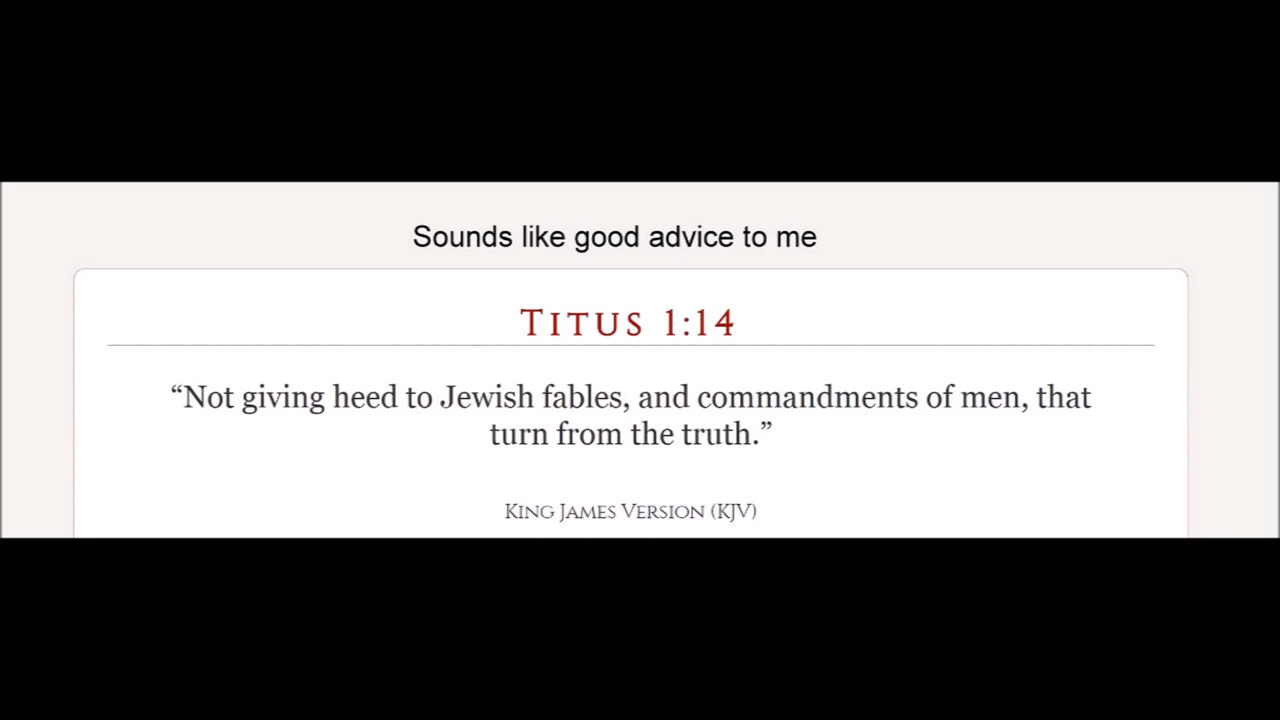 Sounds like good advice to me
TITUS 1:14
“Not giving heed to Jewish fables, and commandments of men, that
turn from the truth.”
KING JAMES VERSION (KJV)